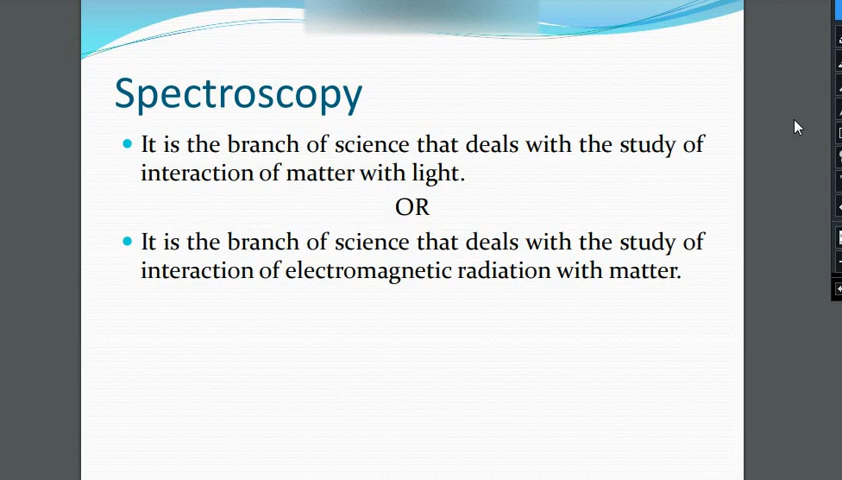 Spectroscopy
• It is the branch of science that deals with the study of
interaction of matter with light.
OR
• It is the branch of science that deals with the study of
interaction of electromagnetic radiation with matter.